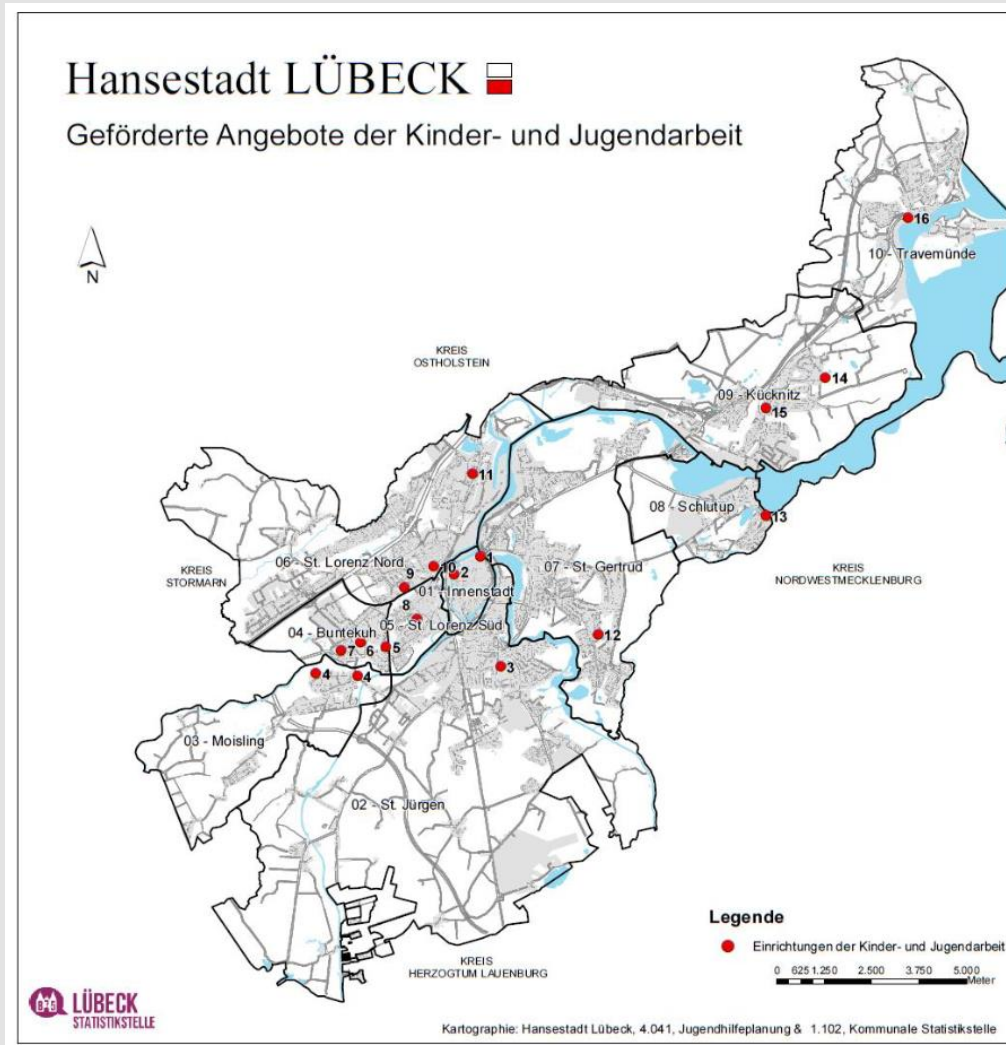 Hansestadt LÜBECK
Geförderte Angebote der Kinder- und Jugendarbeit
N
16
10 - Travemünde
KREIS
OSTHOLSTEIN
14
09 - Kücknitz
15
11
08 - Schlutup
13
KREIS
STORMARN
06 - St. Lorenz Nord
10
1
2
07 - St. Gertrud
KREIS
NORDWESTMECKLENBURG
9
01 - Innenstadt
8
04 - Buntekuh
05 - St. Lorenz Süd
12
7
6
5
3
4
4
03 - Moisling
02 - St. Jürgen
KREIS
HERZOGTUM LAUENBURG
Legende
Einrichtungen der Kinder- und Jugendarbeit
0 625 1.250 2.500 3.750 5.000
Meter
LÜBECK
STATISTIKSTELLE
Kartographie: Hansestadt Lübeck, 4.041, Jugendhilfeplanung & 1.102, Kommunale Statistikstelle